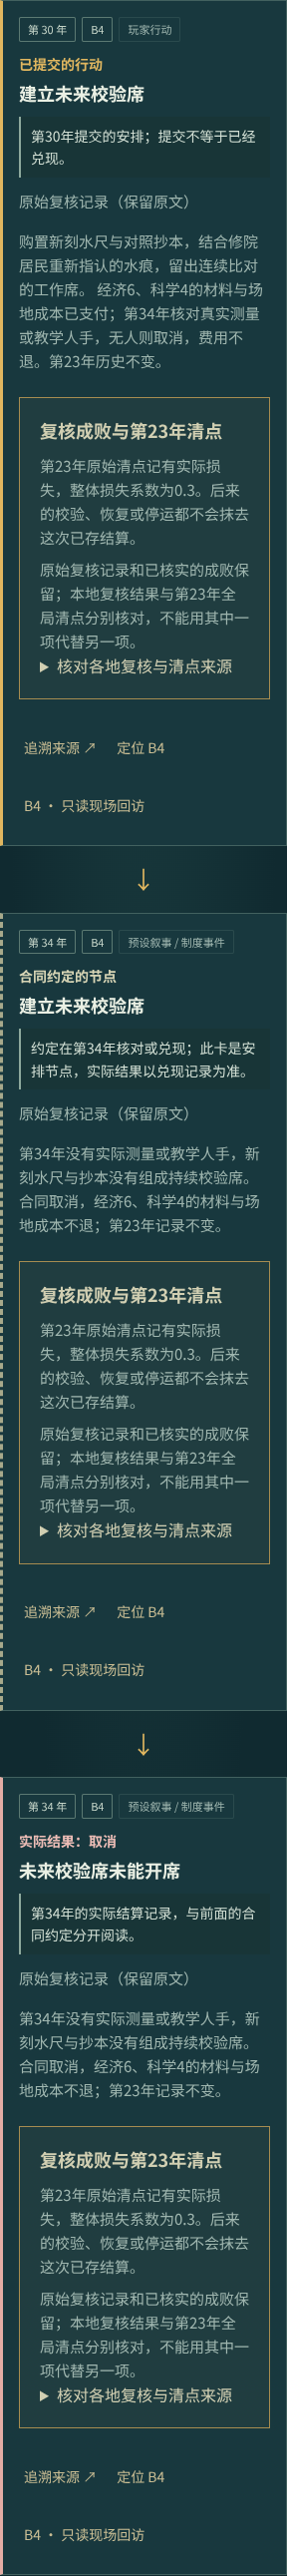 第 30 年
B4
玩家行动
已提交的行动
建立未来校验席
第30年提交的安排；提交不等于已经
兑现。
原始复核记录（保留原文）
购置新刻水尺与对照抄本，结合修院
居民重新指认的水痕，留出连续比对
的工作席。 经济6、科学4的材料与场
地成本已支付；第34年核对真实测量
或教学人手，无人则取消，费用不
退。第23年历史不变。
复核成败与第23年清点
第23年原始清点记有实际损
失，整体损失系数为0.3。后来
的校验、恢复或停运都不会抹去
这次已存结算。
原始复核记录和已核实的成败保
留；本地复核结果与第23年全
局清点分别核对，不能用其中一
项代替另一项。
▶ 核对各地复核与清点来源
追溯来源 ↗
定位 B4
B4 · 只读现场回访
↓
第 34 年
B4
预设叙事 / 制度事件
合同约定的节点
建立未来校验席
约定在第34年核对或兑现；此卡是安
排节点，实际结果以兑现记录为准。
原始复核记录（保留原文）
第34年没有实际测量或教学人手，新
刻水尺与抄本没有组成持续校验席。
合同取消，经济6、科学4的材料与场
地成本不退；第23年记录不变。
复核成败与第23年清点
第23年原始清点记有实际损
失，整体损失系数为0.3。后来
的校验、恢复或停运都不会抹去
这次已存结算。
原始复核记录和已核实的成败保
留；本地复核结果与第23年全
局清点分别核对，不能用其中一
项代替另一项。
▶ 核对各地复核与清点来源
追溯来源 ↗
定位 B4
B4 · 只读现场回访
↓
第 34 年
B4
预设叙事 / 制度事件
实际结果：取消
未来校验席未能开席
第34年的实际结算记录，与前面的合
同约定分开阅读。
原始复核记录（保留原文）
第34年没有实际测量或教学人手，新
刻水尺与抄本没有组成持续校验席。
合同取消，经济6、科学4的材料与场
地成本不退；第23年记录不变。
复核成败与第23年清点
第23年原始清点记有实际损
失，整体损失系数为0.3。后来
的校验、恢复或停运都不会抹去
这次已存结算。
原始复核记录和已核实的成败保
留；本地复核结果与第23年全
局清点分别核对，不能用其中一
项代替另一项。
▶ 核对各地复核与清点来源
追溯来源 ↗
定位 B4
B4 · 只读现场回访